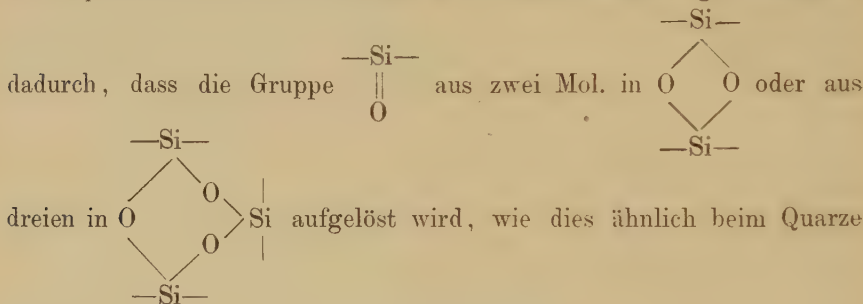 —Si—
dadurch, dass die Gruppe —Si— aus zwei Mol. in O O oder aus
||
O
—Si—
—Si—
O
dreien in O Si aufgelöst wird, wie dies ähnlich beim Quarze
O
—Si—